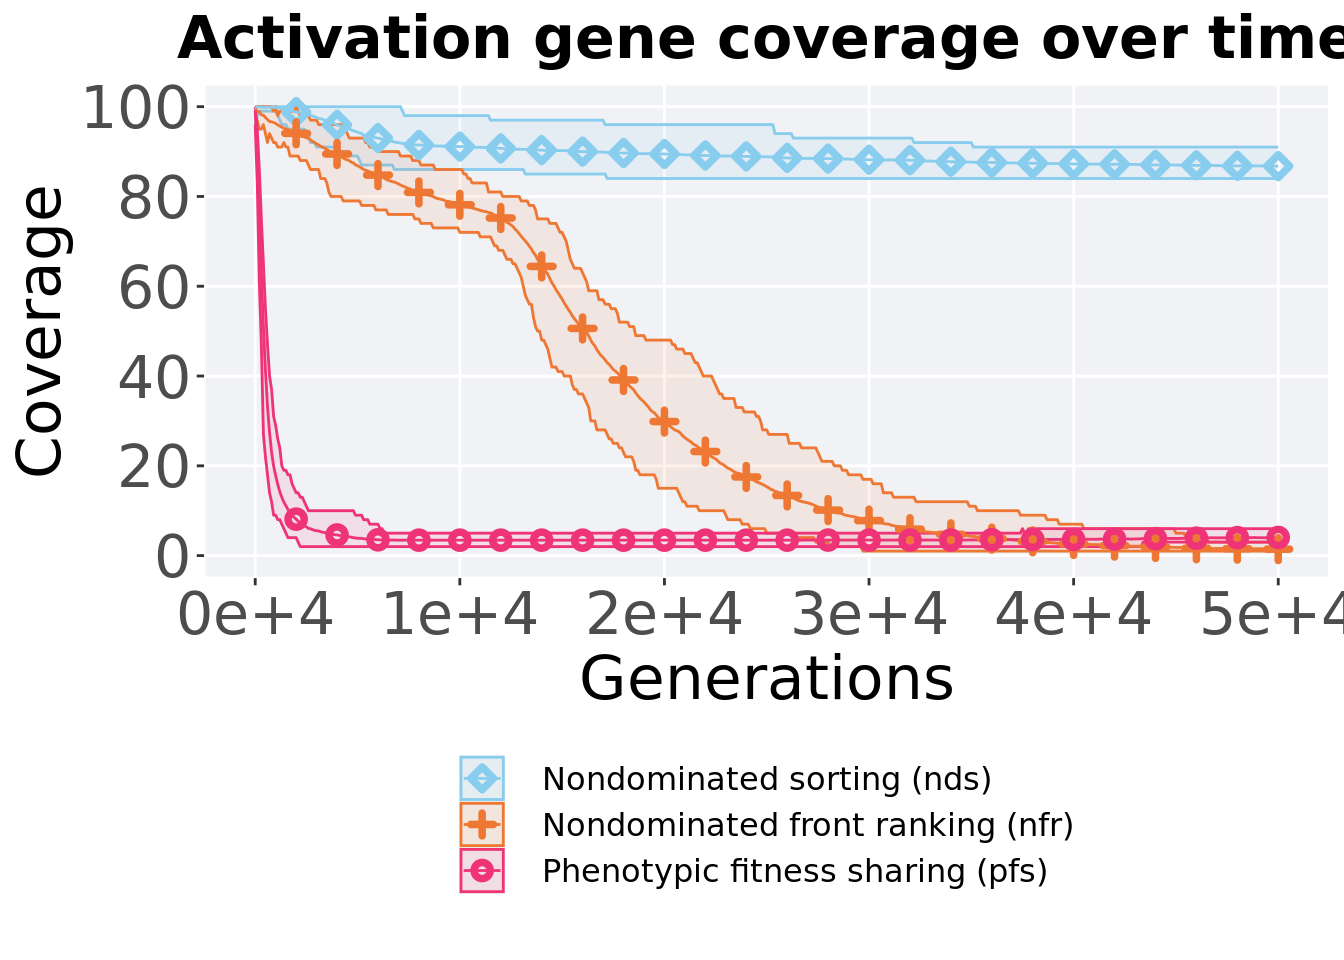 Activation gene coverage over time
Coverage
100
80
60
40
20
0
0e+4 1e+4 2e+4 3e+4 4e+4 5e+4
Generations
Nondominated sorting (nds)
Nondominated front ranking (nfr)
Phenotypic fitness sharing (pfs)